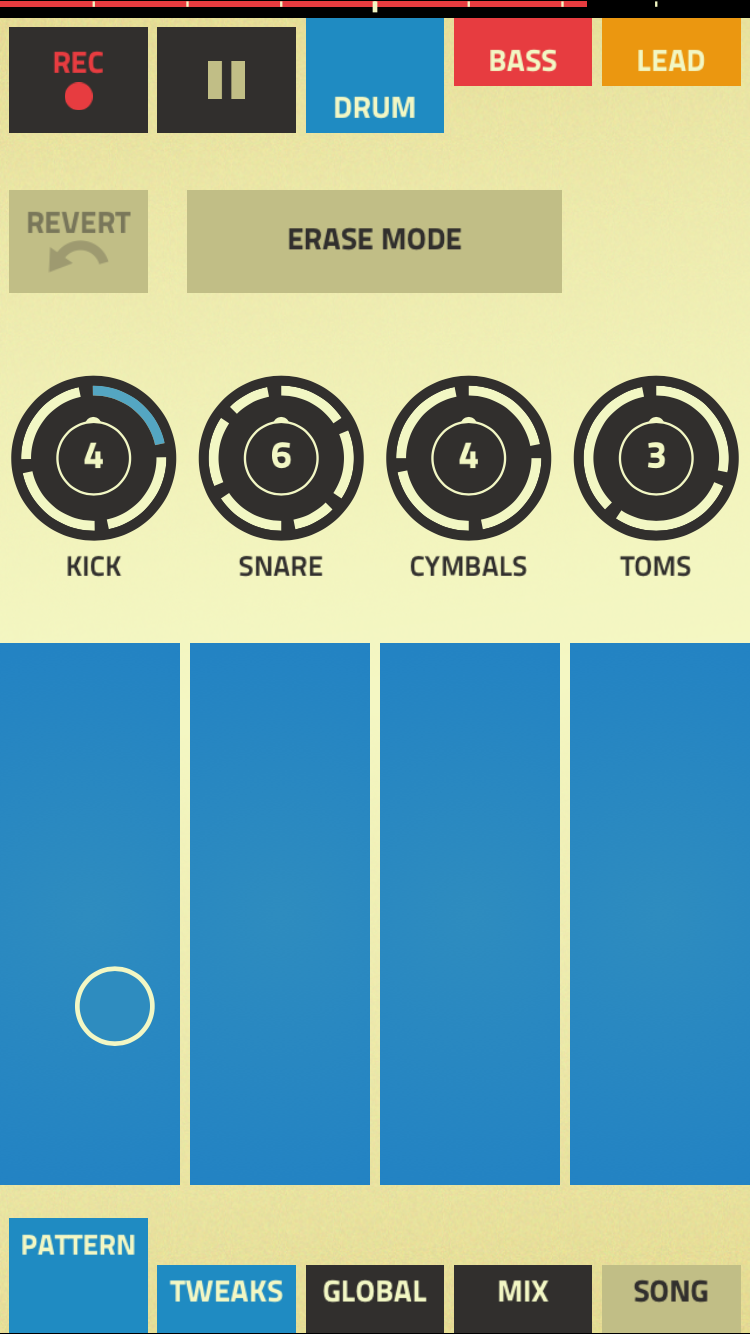 REC
DRUM
BASS
LEAD
REVERT
ERASE MODE
4
6
4
3
KICK
SNARE
CYMBALS
TOMS
PATTERN
TWEAKS
GLOBAL
MIX
SONG